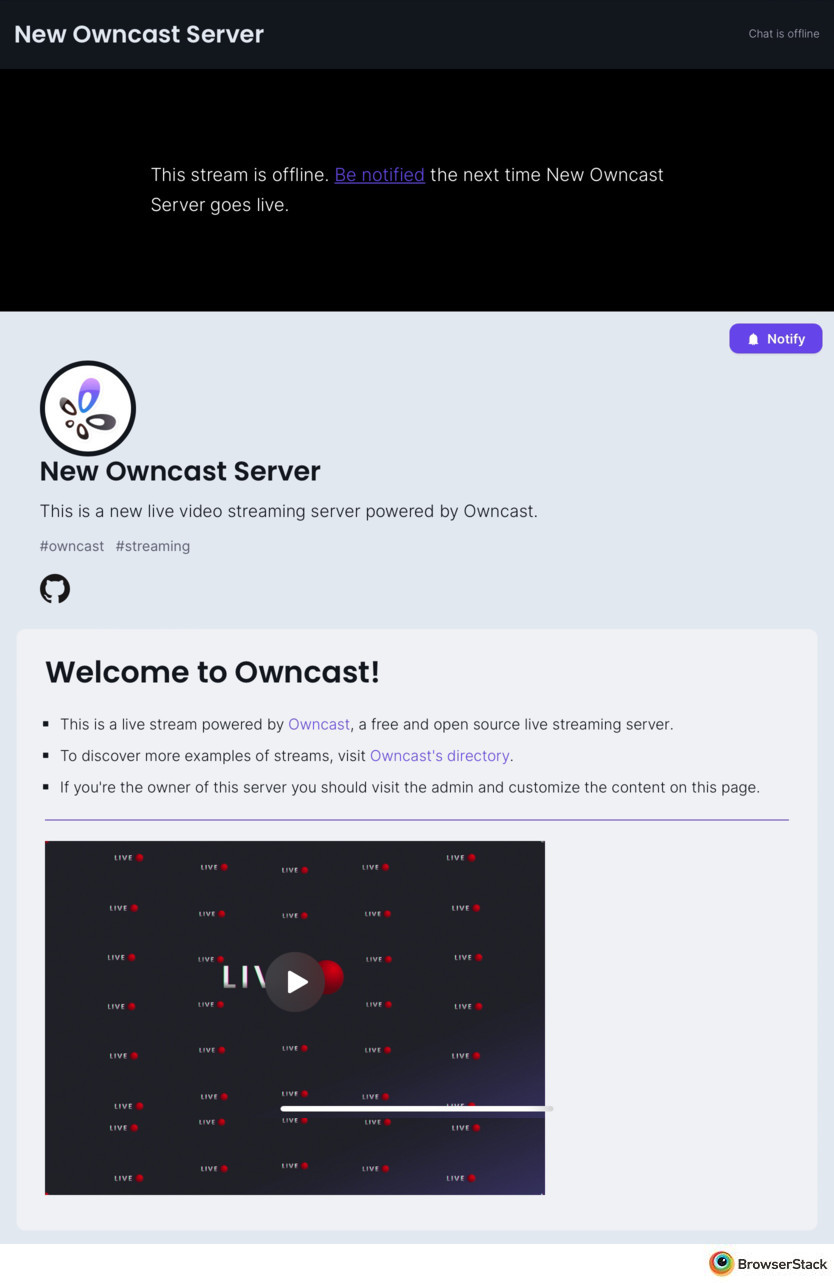 New Owncast Server
Chat is offline
This stream is offline. Be notified the next time New Owncast
Server goes live.
Notify
New Owncast Server
This is a new live video streaming server powered by Owncast.
#owncast #streaming
Welcome to Owncast!
This is a live stream powered by Owncast, a free and open source live streaming server.
To discover more examples of streams, visit Owncast's directory.
If you're the owner of this server you should visit the admin and customize the content on this page.
LIVE LIVE LIVE LIVE LIVE
LIVE LIVE LIVE LIVE LIVE
LIVE LIVE LIVE LIVE
LIV
LIVE LIVE LIVE LIVE
LIVE LIVE LIVE LIVE LIVE
LIVE LIVE LIVE LIVE LIVE
LIVE LIVE LIVE LIVE LIVE
LIVE LIVE LIVE LIVE LIVE
BrowserStack